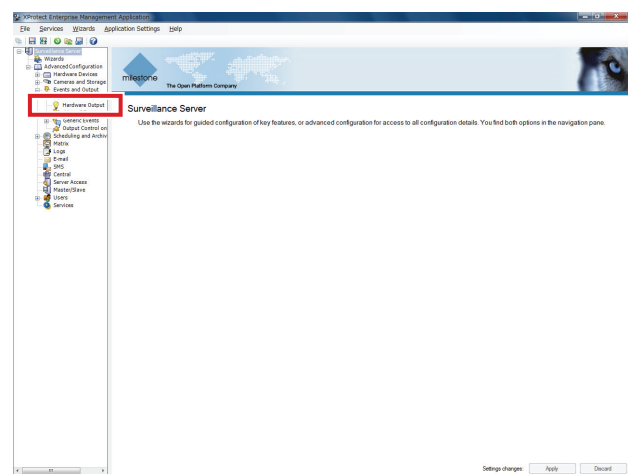 XProtect Enterprise Management Application
File Services Wizards Application Settings Help
Surveillance Server
Wizards
Advanced Configuration
Hardware Devices
Cameras and Storage
Events and Output
Hardware Output
Generic Events
Output Control on
Scheduling and Archiv
Matrix
Logs
E-mail
SMS
Central
Server Access
Master/Slave
Users
Services
milestone
The Open Platform Company
Surveillance Server
Use the wizards for guided configuration of key features, or advanced configuration for access to all configuration details. You find both options in the navigation pane.
Settings changes: Apply Discard